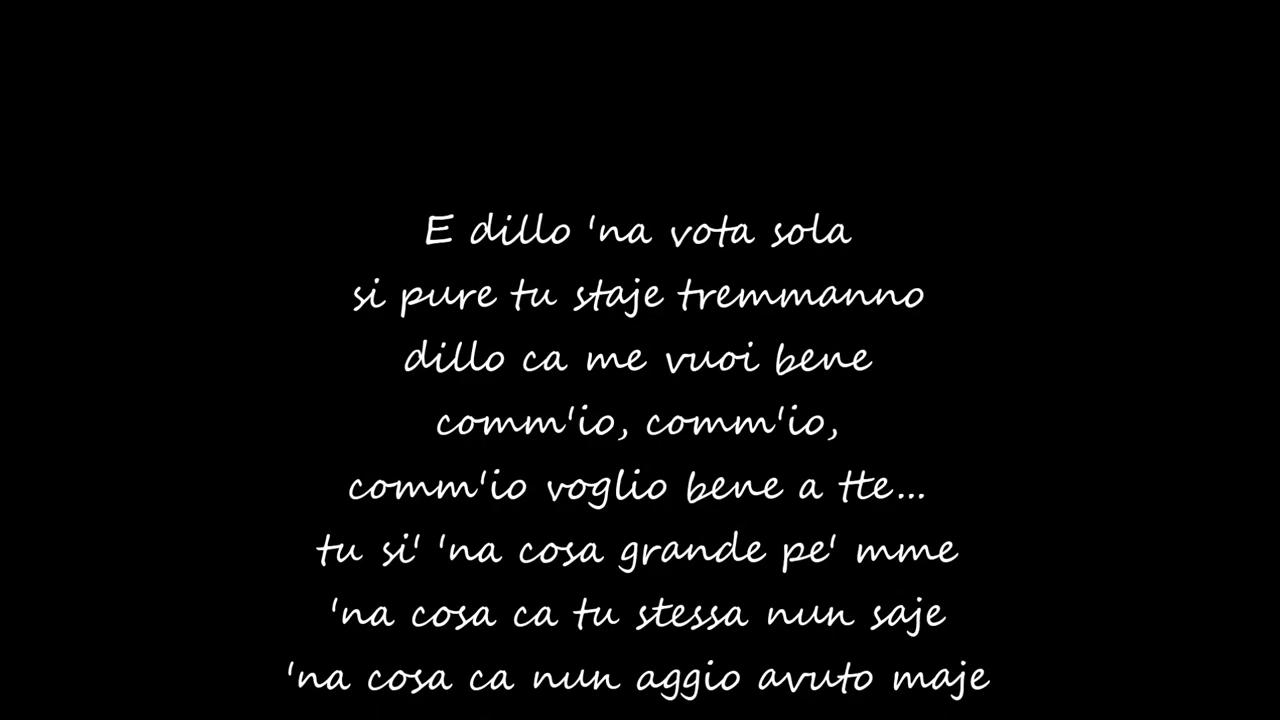 E dillo 'na vota sola
si pure tu staje tremmanno
dillo ca me vuoi bene
comm'io, comm'io,
comm'io voglio bene a tte...
tu si' 'na cosa grande pe' mme
'na cosa ca tu stessa nun saje
'na cosa ca nun aggio avuto maje